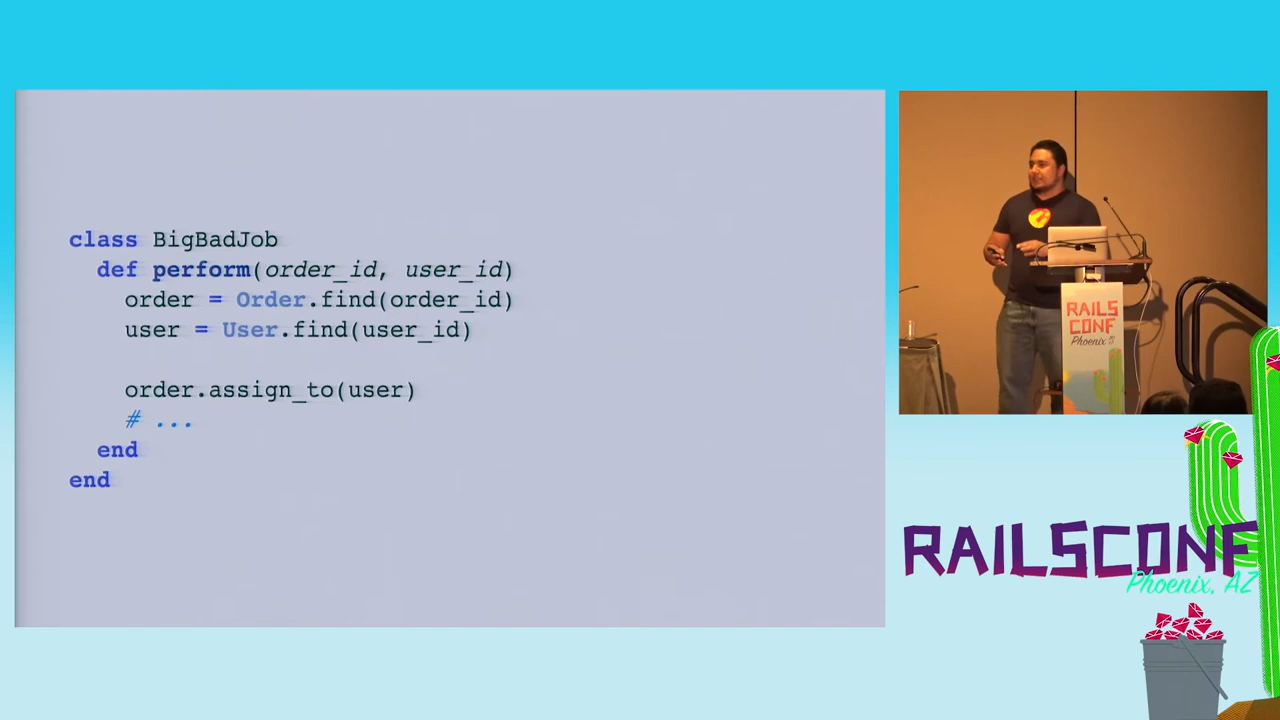 class BigBadJob
  def perform(order_id, user_id)
    order = Order.find(order_id)
    user = User.find(user_id)

    order.assign_to(user)
    # ...
  end
end
RAILS
CONF
Phoenix
RAILSCONF
Phoenix, AZ